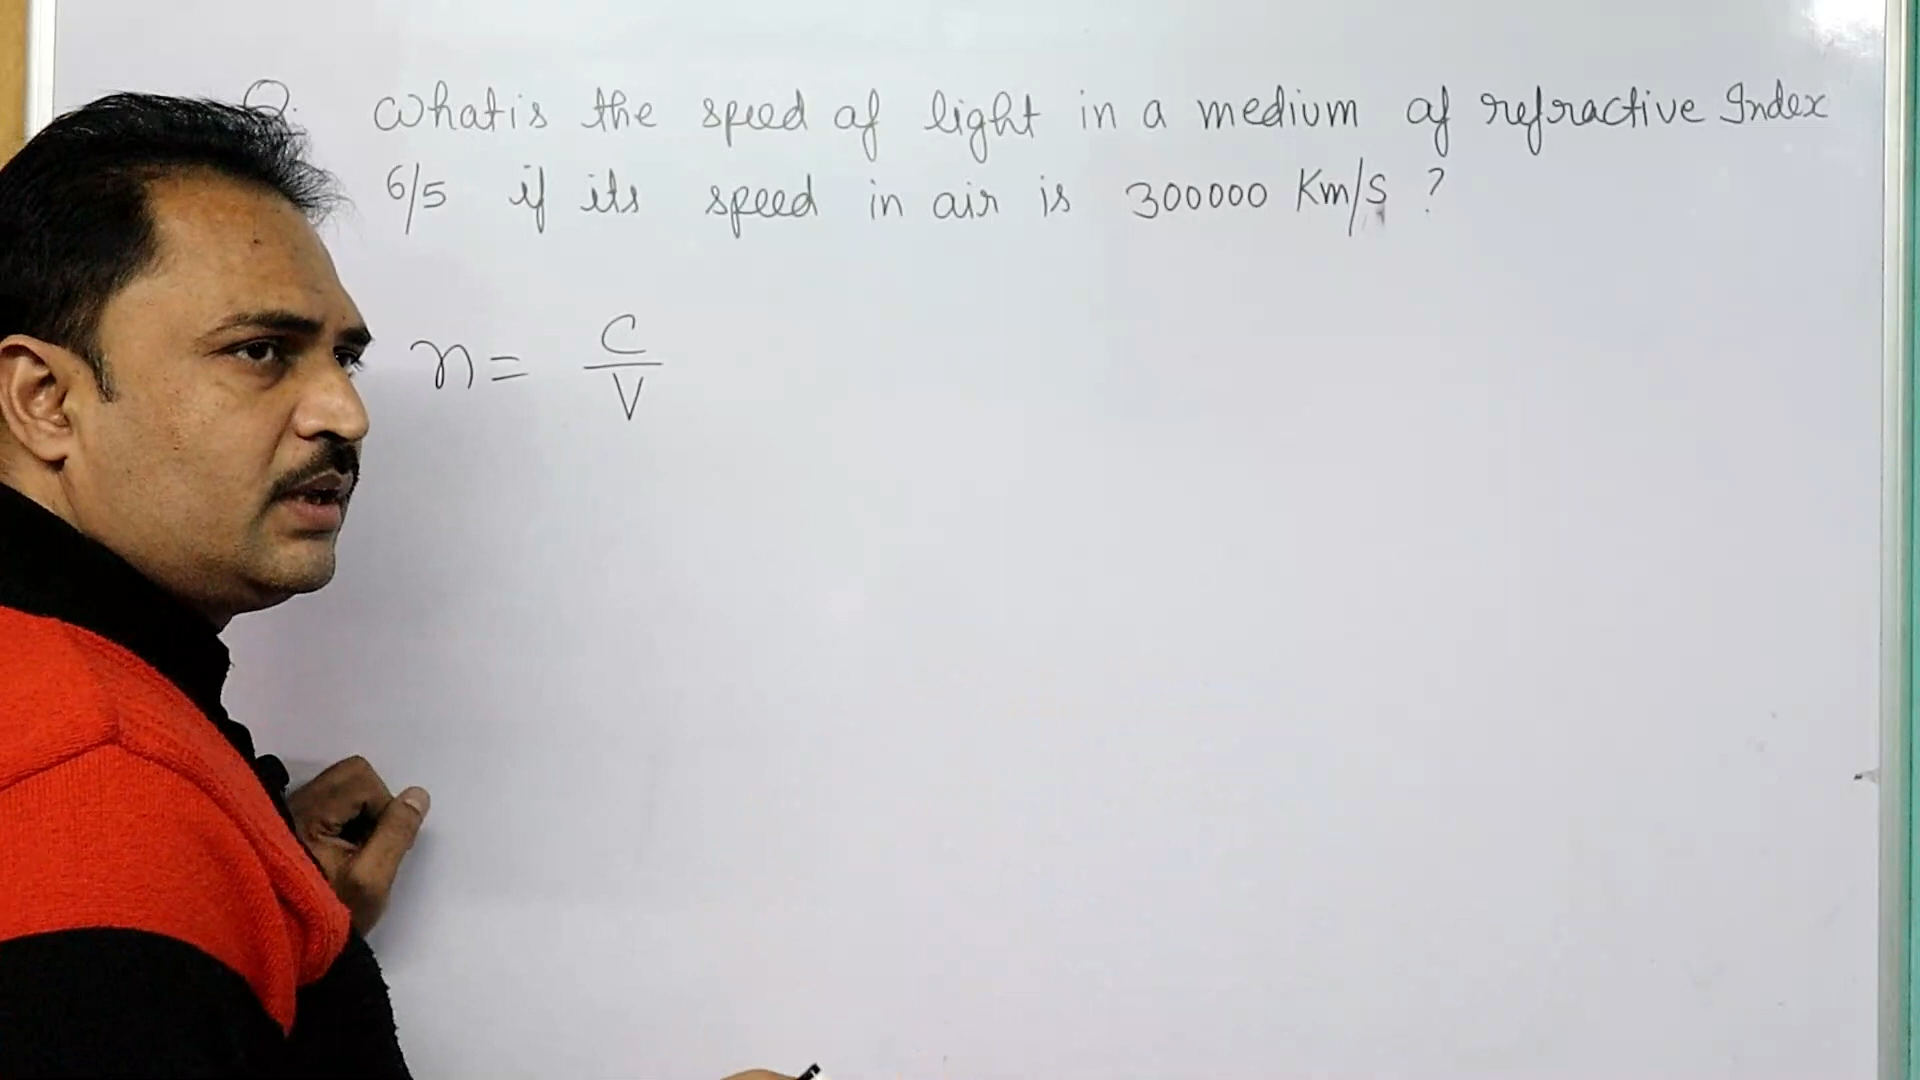 Q. What is the speed of light in a medium of refractive Index
6/5 if its speed in air is 300000 Km/s ?
n = C
V